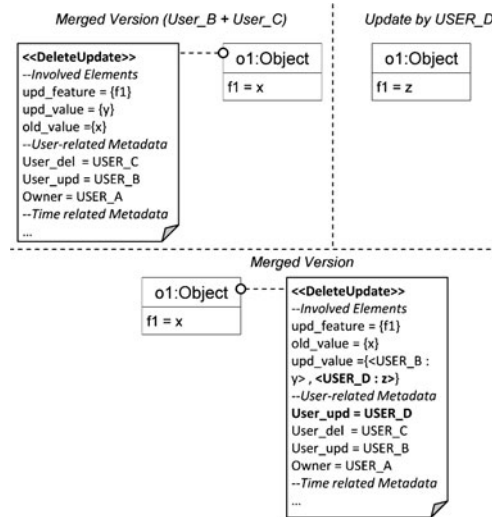 Merged Version (User_B + User_C)
Update by USER_D
<<DeleteUpdate>>
--Involved Elements
upd_feature = {f1}
upd_value = {y}
old_value ={x}
--User-related Metadata
User_del  = USER_C
User_upd = USER_B
Owner = USER_A
--Time related Metadata
...
o1:Object
f1 = x
o1:Object
f1 = z
Merged Version
o1:Object
f1 = x
<<DeleteUpdate>>
--Involved Elements
upd_feature = {f1}
old_value = {x}
upd_value ={<USER_B :
y> , <USER_D : z>}
--User-related Metadata
User_upd = USER_D
User_del  = USER_C
User_upd = USER_B
Owner = USER_A
--Time related Metadata
...